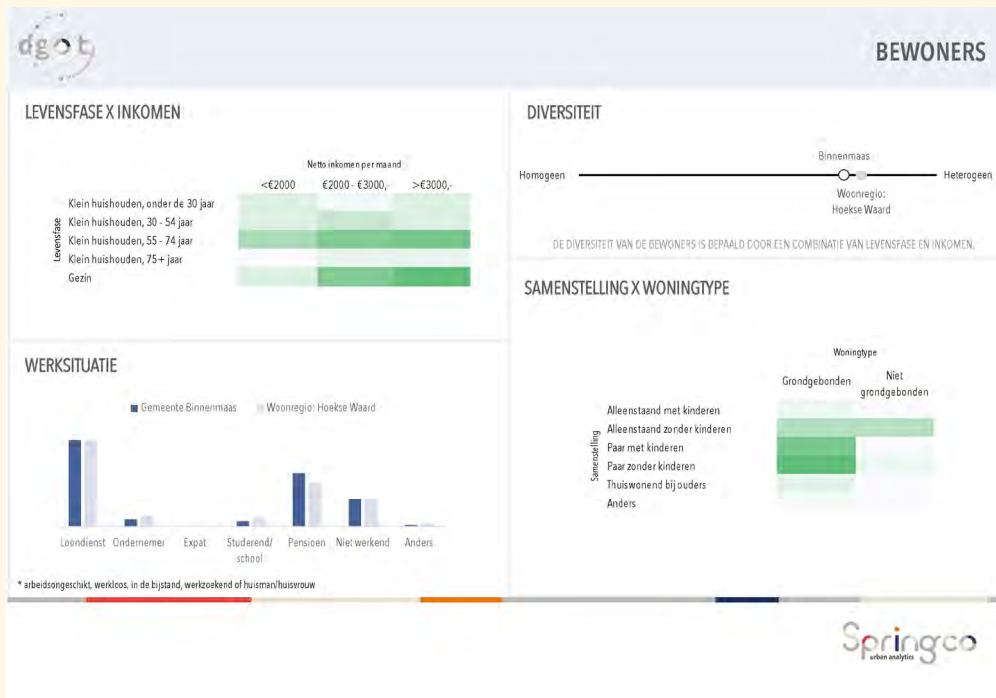 dgot
BEWONERS
LEVENSFASE X INKOMEN
Netto inkomen per maand
<€2000 €2000 - €3000,- >€3000,-
Levensfase
Klein huishouden, onder de 30 jaar
Klein huishouden, 30 - 54 jaar
Klein huishouden, 55 - 74 jaar
Klein huishouden, 75+ jaar
Gezin
DIVERSITEIT
Binnenmaas
Homogeen Heterogeen
Woonregio:
Hoekse Waard
DE DIVERSITEIT VAN DE BEWONERS IS BEPAALD DOOR EEN COMBINATIE VAN LEVENSFASE EN INKOMEN.
WERKSITUATIE
Gemeente Binnenmaas Woonregio: Hoekse Waard
Loondienst Ondernemer Expat Studerend/ Pensioen Niet werkend Anders
school
* arbeidsongeschikt, werkloos, in de bijstand, werkzoekend of huisman/huisvrouw
SAMENSTELLING X WONINGTYPE
Woningtype
Grondgebonden Niet
grondgebonden
Samenstelling
Alleenstaand met kinderen
Alleenstaand zonder kinderen
Paar met kinderen
Paar zonder kinderen
Thuiswonend bij ouders
Anders
Springco
urban analytics